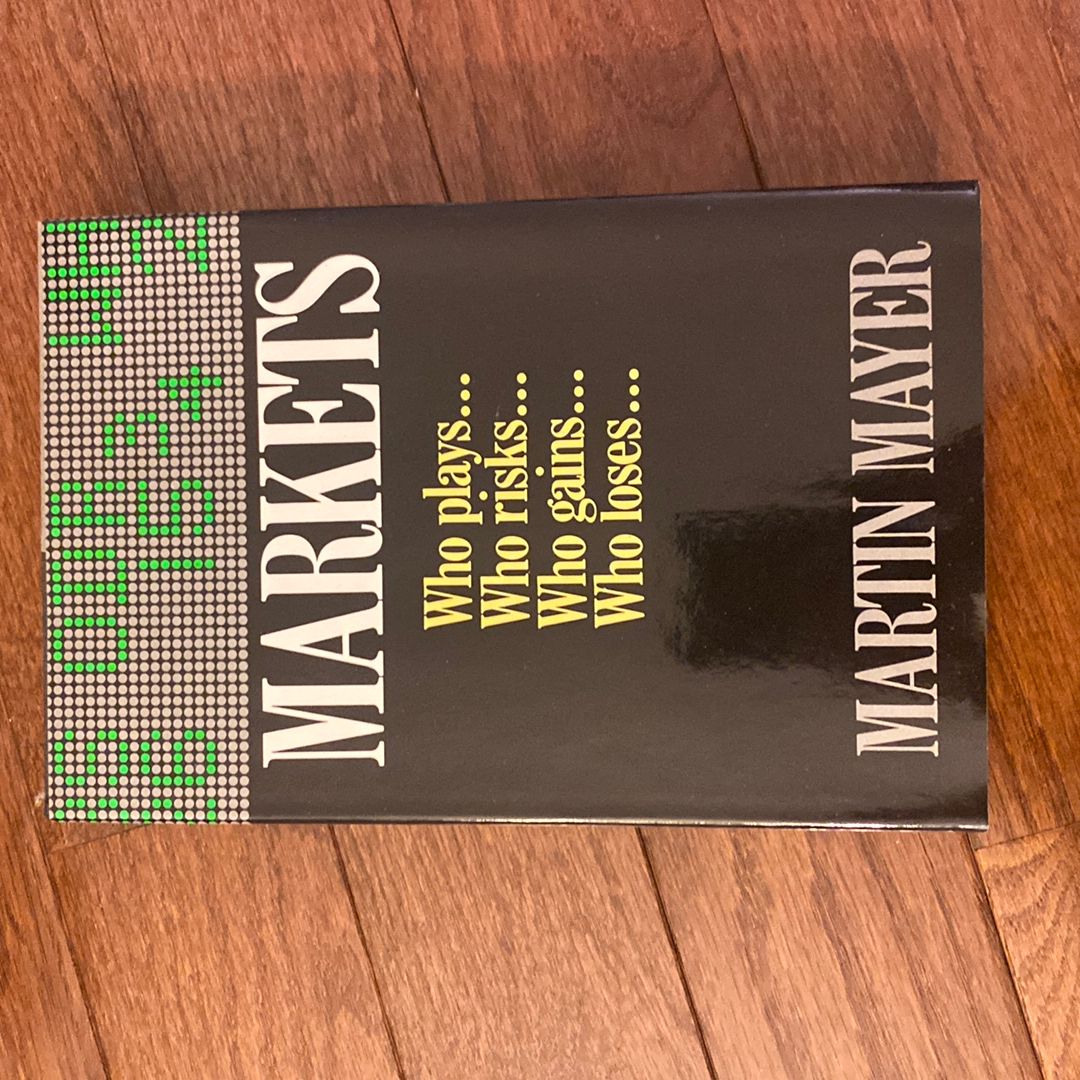 MARKETS
Who plays...
Who risks...
Who gains...
Who loses...
MARTIN MAYER